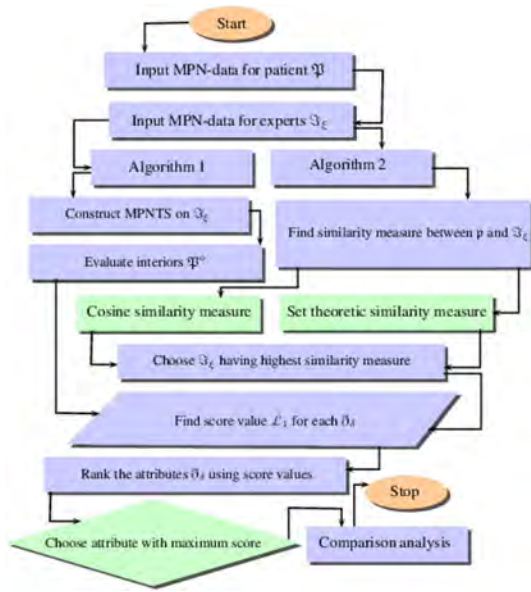 Start
Input MPN-data for patient 𝔓
Input MPN-data for experts ℑ_ξ
Algorithm 1
Algorithm 2
Construct MPNTS on ℑ_ξ
Find similarity measure between p and ℑ_ξ
Evaluate interiors 𝔓°
Cosine similarity measure
Set theoretic similarity measure
Choose ℑ_ξ having highest similarity measure
Find score value ℒ₁ for each ð_δ
Rank the attributes ð_δ using score values
Stop
Choose attribute with maximum score
Comparison analysis